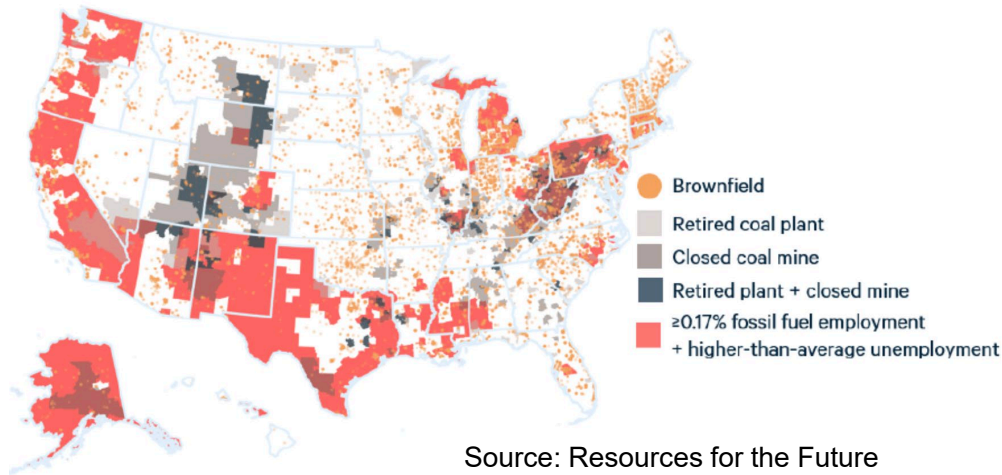 Brownfield
Retired coal plant
Closed coal mine
Retired plant + closed mine
≥0.17% fossil fuel employment
+ higher-than-average unemployment
Source: Resources for the Future